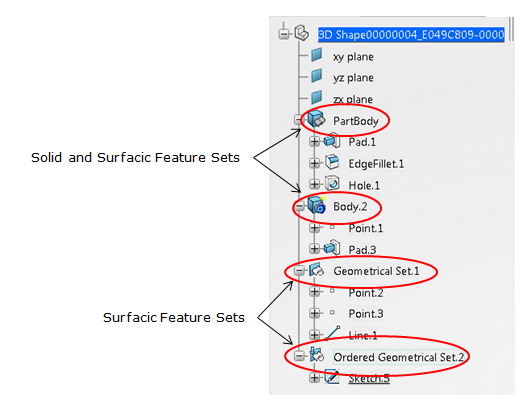 3D Shape00000004_E049C809-0000
xy plane
yz plane
zx plane
PartBody
Pad.1
Solid and Surfacic Feature Sets
EdgeFillet.1
Hole.1
Body.2
Point.1
Pad.3
Geometrical Set.1
Point.2
Surfacic Feature Sets
Point.3
Line.1
Ordered Geometrical Set.2
Sketch.5